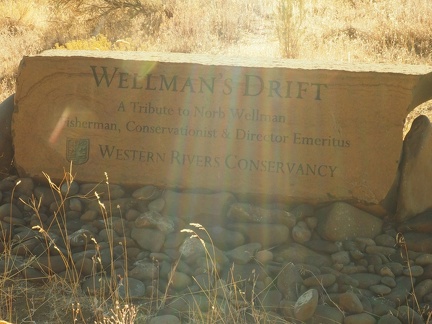 WELLMAN'S DRIFT
A Tribute to Norb Wellman
Fisherman, Conservationist & Director Emeritus
WESTERN RIVERS CONSERVANCY